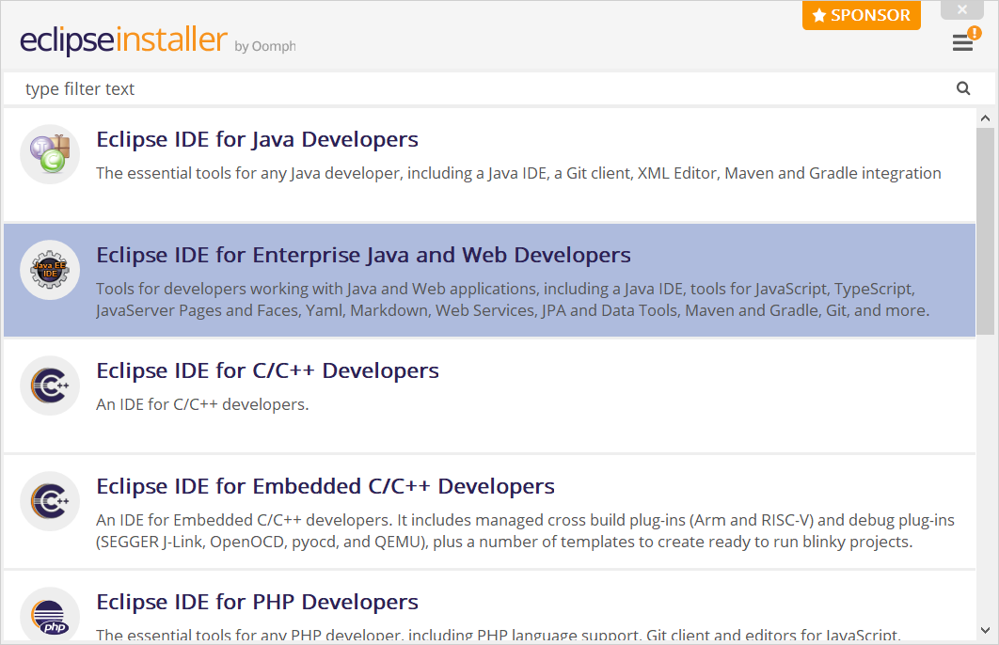 SPONSOR
eclipseinstaller by Oomph
type filter text
Eclipse IDE for Java Developers
The essential tools for any Java developer, including a Java IDE, a Git client, XML Editor, Maven and Gradle integration
Java EE
IDE
Eclipse IDE for Enterprise Java and Web Developers
Tools for developers working with Java and Web applications, including a Java IDE, tools for JavaScript, TypeScript,
JavaServer Pages and Faces, Yaml, Markdown, Web Services, JPA and Data Tools, Maven and Gradle, Git, and more.
C++
Eclipse IDE for C/C++ Developers
An IDE for C/C++ developers.
C++
Eclipse IDE for Embedded C/C++ Developers
An IDE for Embedded C/C++ developers. It includes managed cross build plug-ins (Arm and RISC-V) and debug plug-ins
(SEGGER J-Link, OpenOCD, pyocd, and QEMU), plus a number of templates to create ready to run blinky projects.
php
Eclipse IDE for PHP Developers
The essential tools for any PHP developer, including PHP language support, Git client and editors for JavaScript,